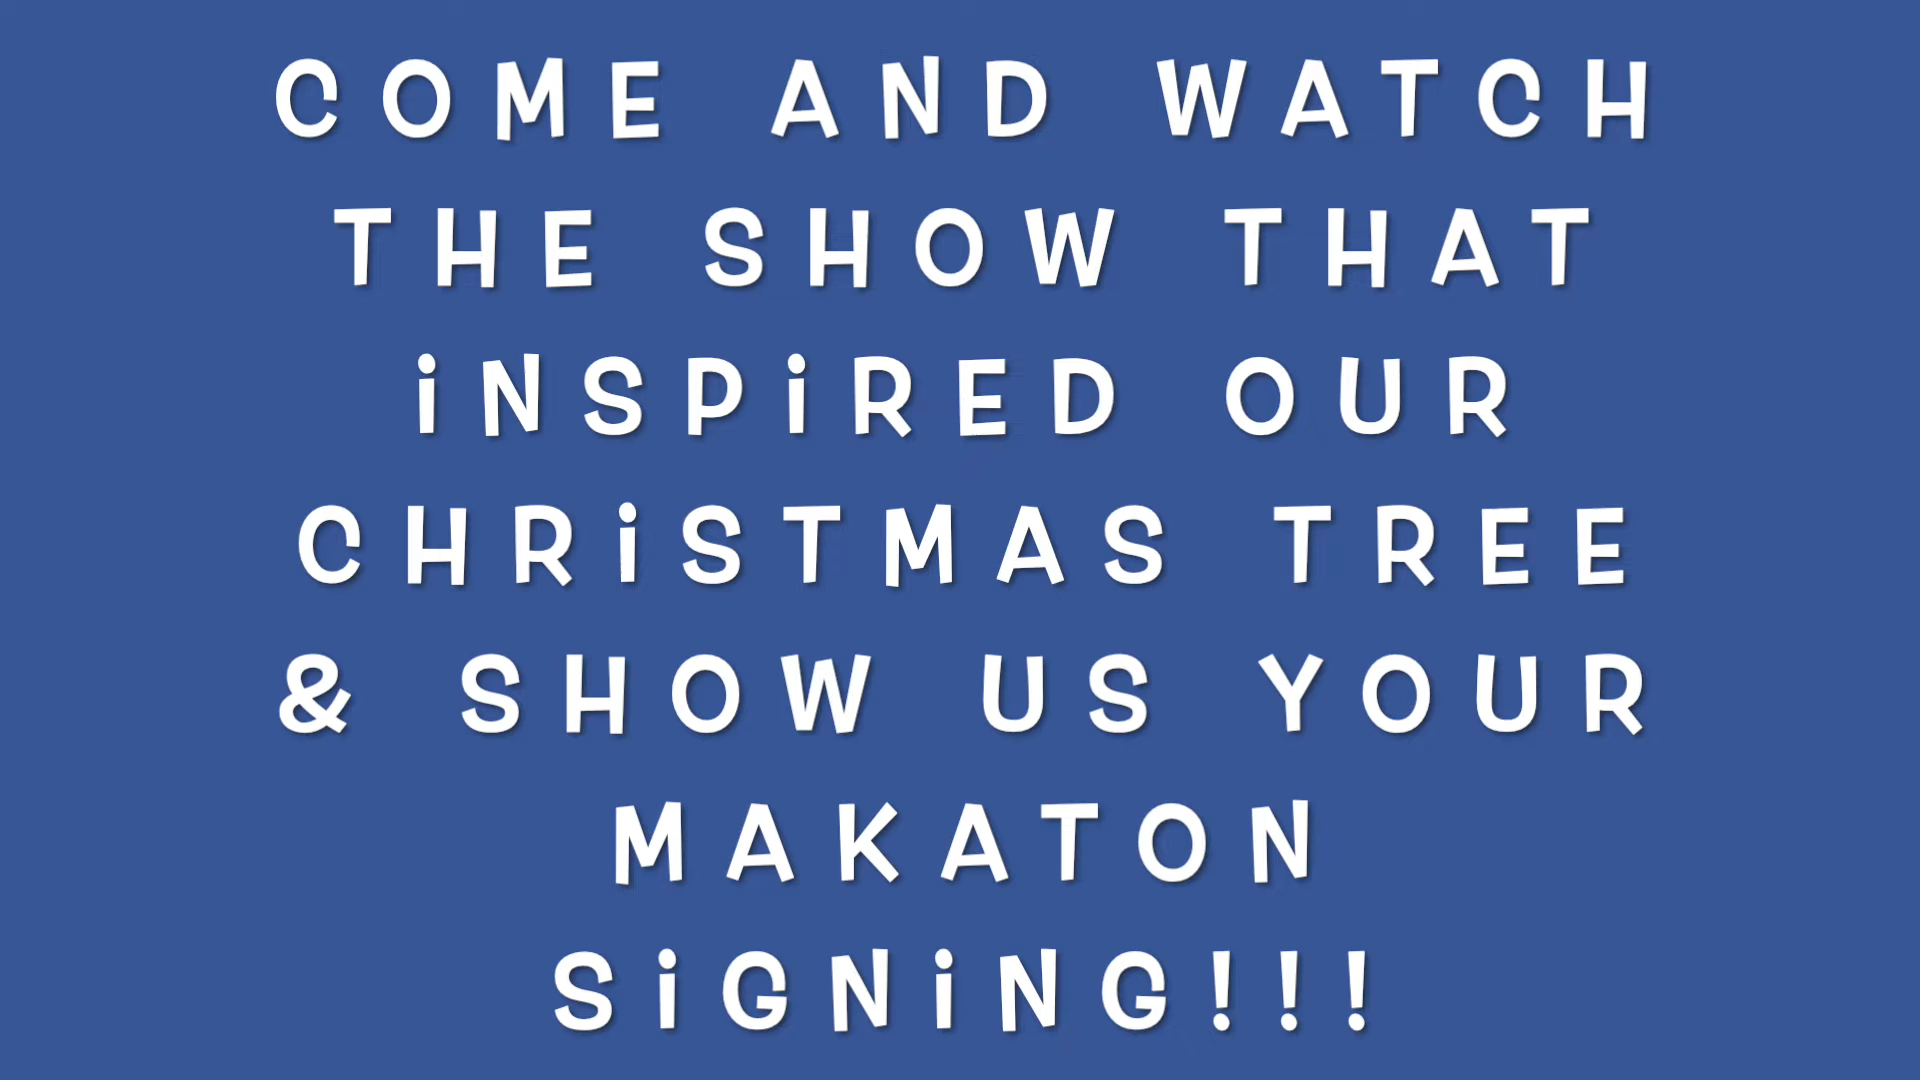 COME AND WATCH
THE SHOW THAT
iNSPiRED OUR
CHRiSTMAS TREE
& SHOW US YOUR
MAKATON
SiGNiNG!!!